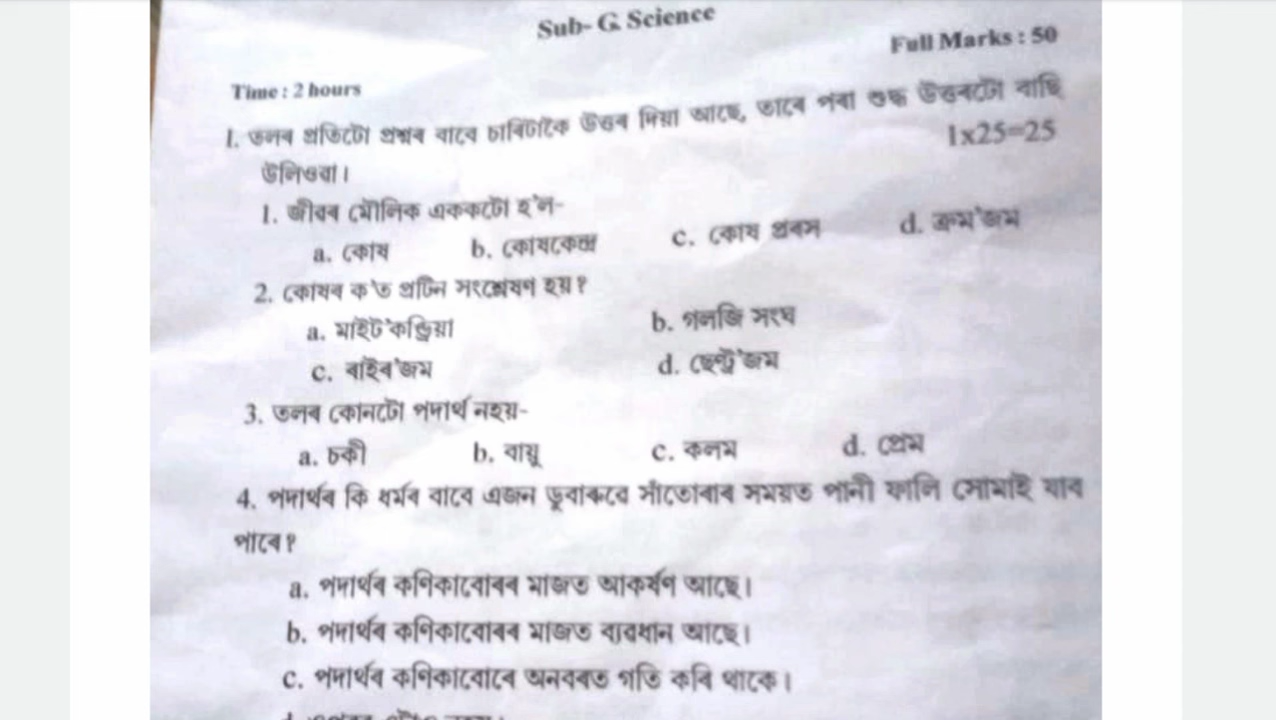 Sub- G. Science
Full Marks : 50
Time : 2 hours
1. তলৰ প্ৰতিটো প্ৰশ্নৰ বাবে চাৰিটাকৈ উত্তৰ দিয়া আছে, তাৰে পৰা শুদ্ধ উত্তৰটো বাছি
উলিওৱা। 1x25=25
1. জীৱৰ মৌলিক এককটো হ'ল-
a. কোষ b. কোষকেন্দ্ৰ c. কোষ প্ৰৰস d. ক্ৰম'জম
2. কোষৰ ক'ত প্ৰটিন সংশ্লেষণ হয়?
a. মাইট'কণ্ড্ৰিয়া b. গলজি সংঘ
c. ৰাইব'জম d. ছেণ্ট্ৰ'জম
3. তলৰ কোনটো পদাৰ্থ নহয়-
a. চকী b. বায়ু c. কলম d. প্ৰেম
4. পদাৰ্থৰ কি ধৰ্মৰ বাবে এজন ডুবাৰুৱে সাঁতোৰাৰ সময়ত পানী ফালি সোমাই যাব
পাৰে?
a. পদাৰ্থৰ কণিকাবোৰৰ মাজত আকৰ্ষণ আছে।
b. পদাৰ্থৰ কণিকাবোৰৰ মাজত ব্যৱধান আছে।
c. পদাৰ্থৰ কণিকাবোৰে অনবৰত গতি কৰি থাকে।